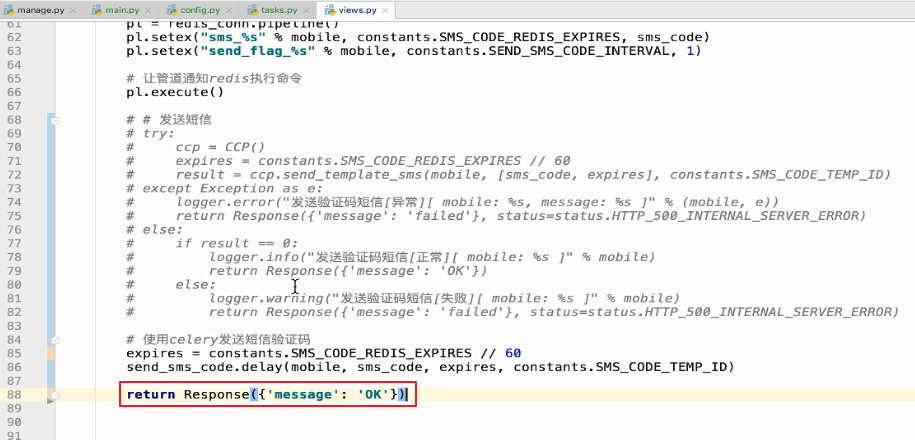 manage.py × main.py × config.py × tasks.py × views.py ×
61 pl = redis_conn.pipeline()
62 pl.setex("sms_%s" % mobile, constants.SMS_CODE_REDIS_EXPIRES, sms_code)
63 pl.setex("send_flag_%s" % mobile, constants.SEND_SMS_CODE_INTERVAL, 1)
64
65 # 让管道通知redis执行命令
66 pl.execute()
67
68 # # 发送短信
69 # try:
70 #     ccp = CCP()
71 #     expires = constants.SMS_CODE_REDIS_EXPIRES // 60
72 #     result = ccp.send_template_sms(mobile, [sms_code, expires], constants.SMS_CODE_TEMP_ID)
73 # except Exception as e:
74 #     logger.error("发送验证码短信[异常][ mobile: %s, message: %s ]" % (mobile, e))
75 #     return Response({'message': 'failed'}, status=status.HTTP_500_INTERNAL_SERVER_ERROR)
76 # else:
77 #     if result == 0:
78 #         logger.info("发送验证码短信[正常][ mobile: %s ]" % mobile)
79 #         return Response({'message': 'OK'})
80 #     else:
81 #         logger.warning("发送验证码短信[失败][ mobile: %s ]" % mobile)
82 #         return Response({'message': 'failed'}, status=status.HTTP_500_INTERNAL_SERVER_ERROR)
83
84 # 使用celery发送短信验证码
85 expires = constants.SMS_CODE_REDIS_EXPIRES // 60
86 send_sms_code.delay(mobile, sms_code, expires, constants.SMS_CODE_TEMP_ID)
87
88 return Response({'message': 'OK'})
89
90
91